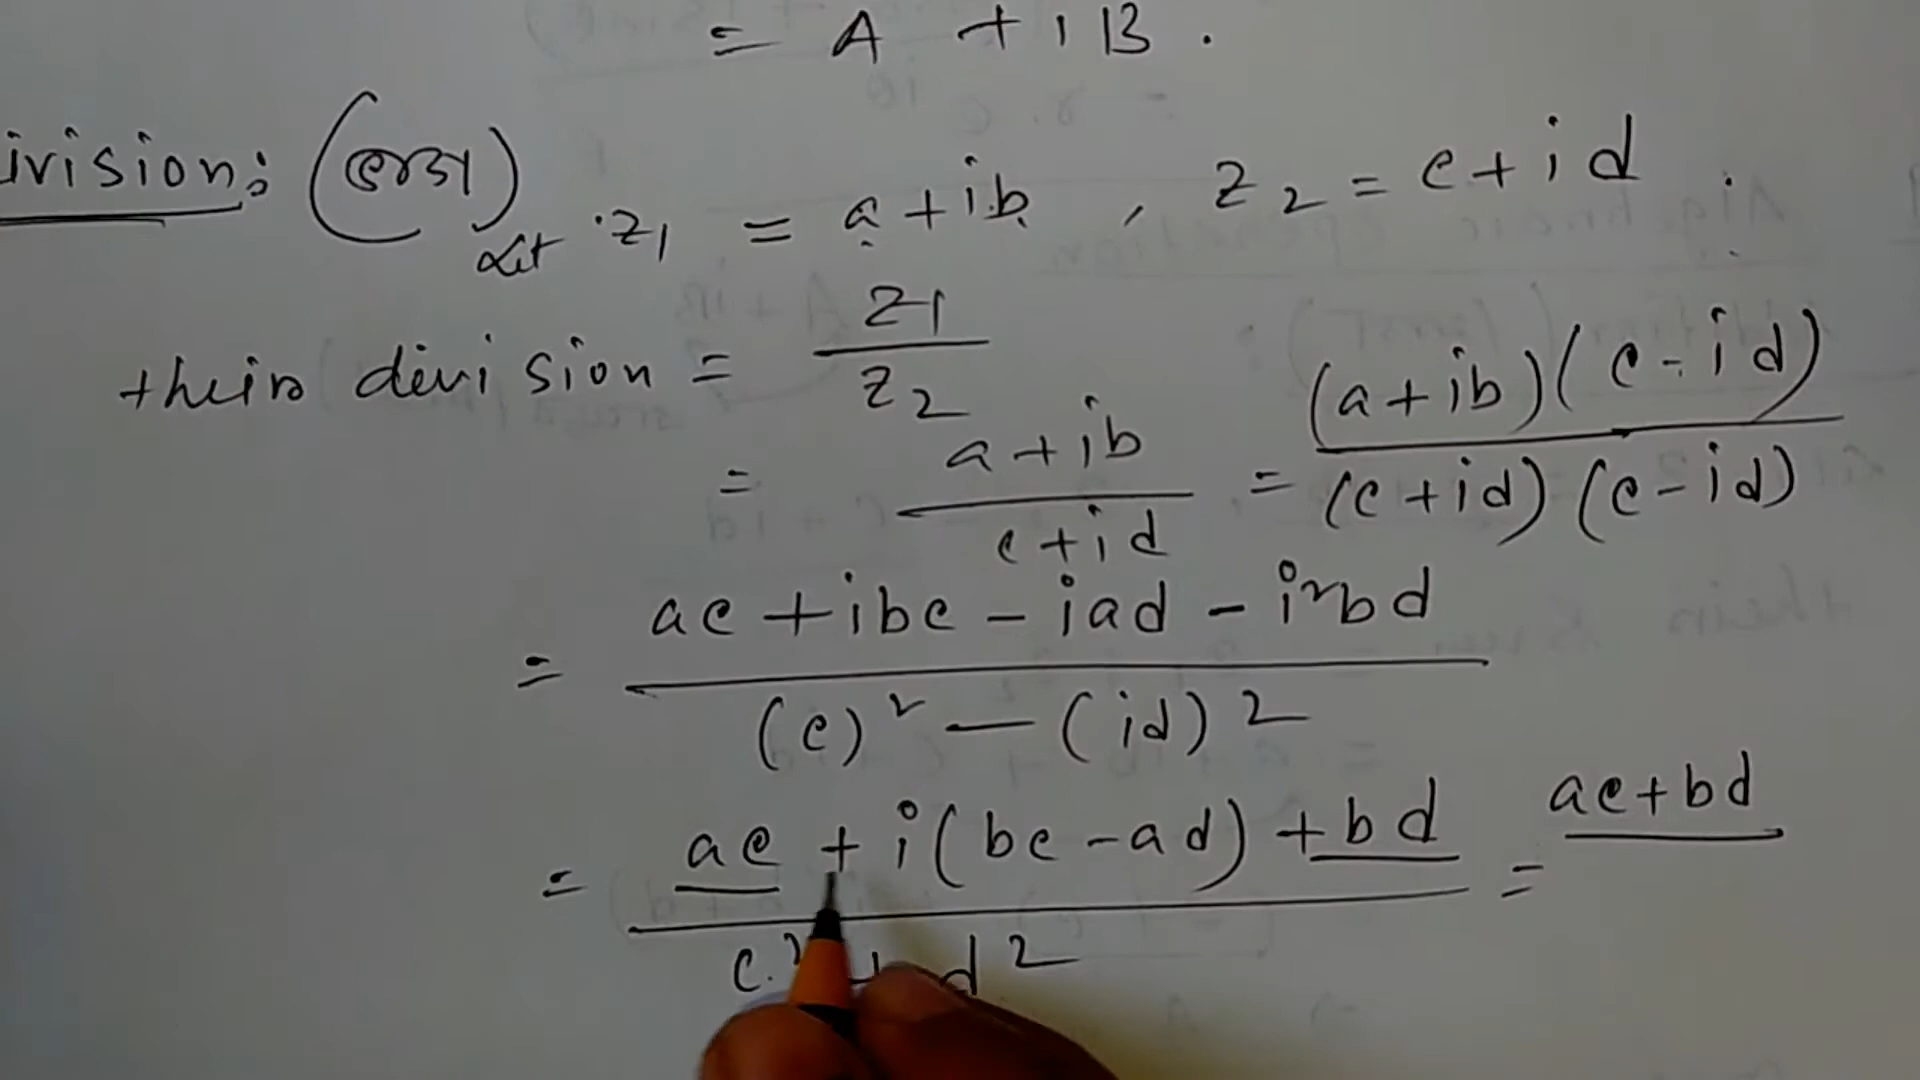 = A + iB.
ivision: (ভাগ)
Let z₁ = a + ib , z₂ = c + id
their division = z₁/z₂
= (a + ib)/(c + id) = (a + ib)(c - id)/(c + id)(c - id)
= (ac + ibc - iad - i²bd)/((c)² - (id)²)
= (ac + i(bc - ad) + bd)/(c² + d²) = ac + bd